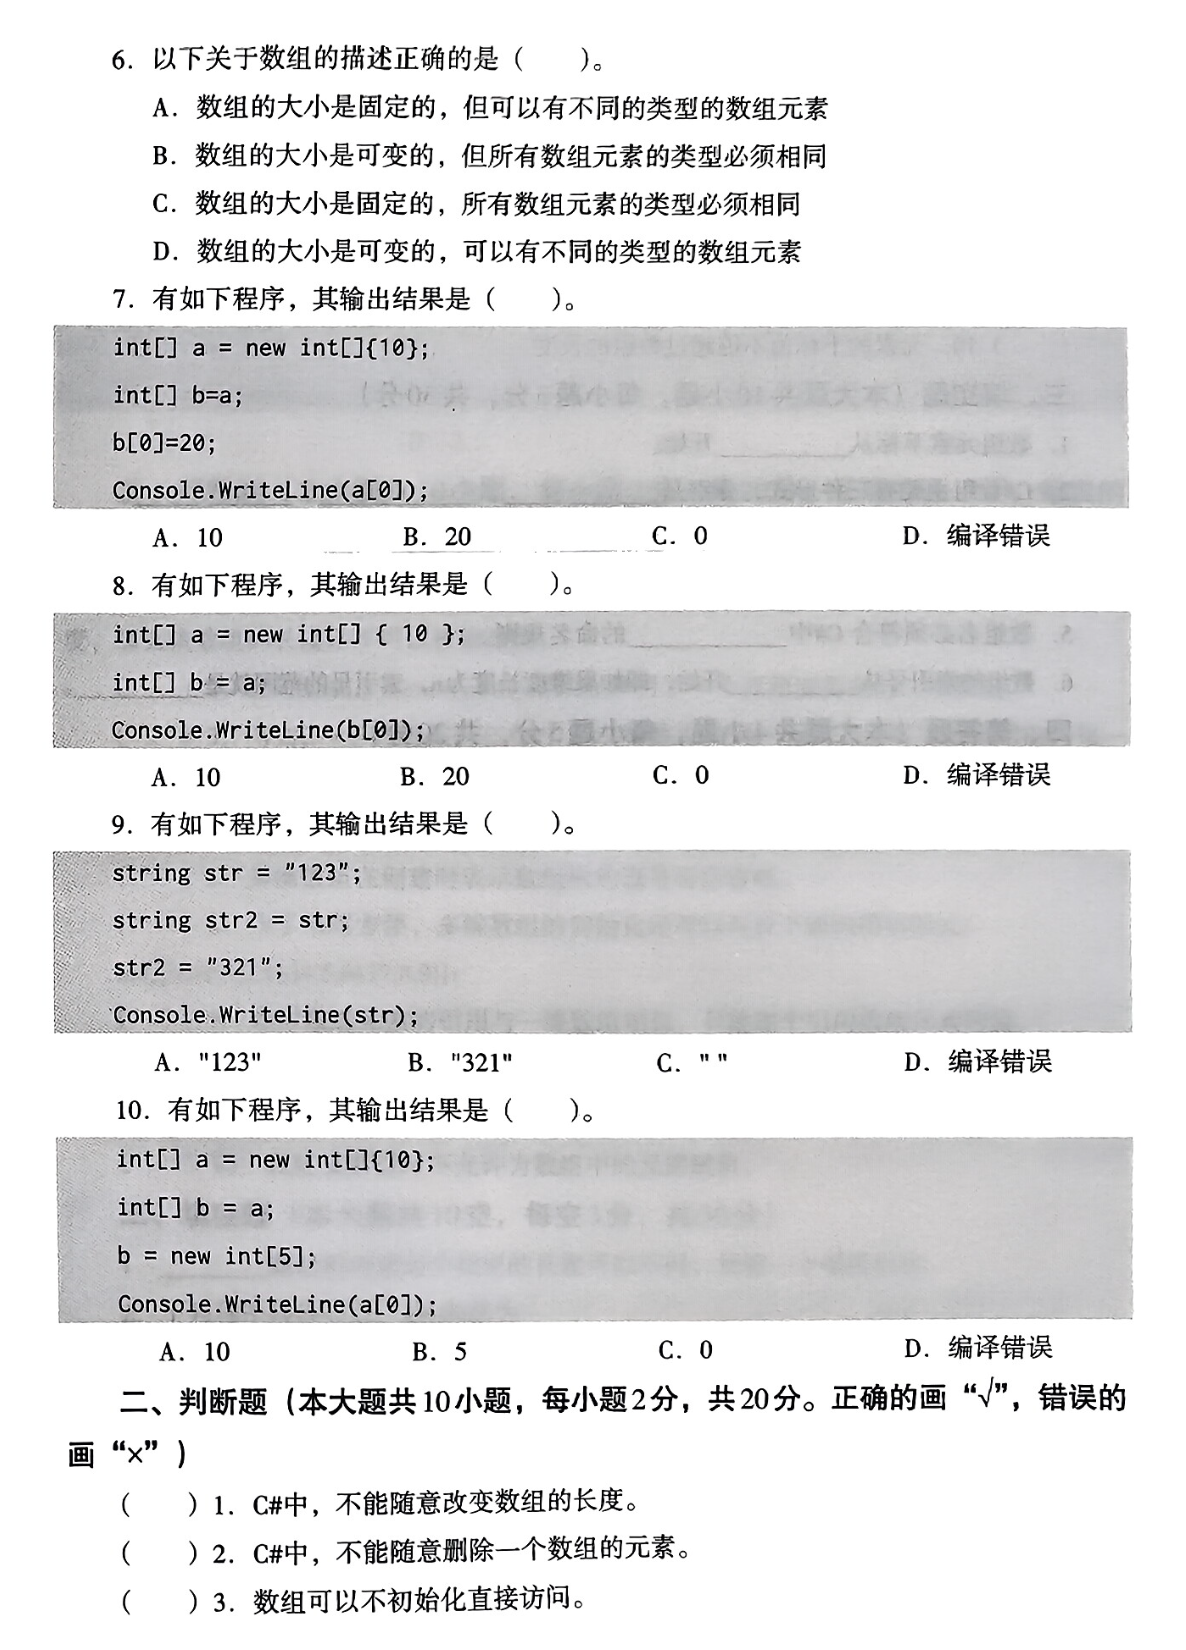 6. 以下关于数组的描述正确的是（　　）。
A. 数组的大小是固定的，但可以有不同的类型的数组元素
B. 数组的大小是可变的，但所有数组元素的类型必须相同
C. 数组的大小是固定的，所有数组元素的类型必须相同
D. 数组的大小是可变的，可以有不同的类型的数组元素
7. 有如下程序，其输出结果是（　　）。
int[] a = new int[]{10};
int[] b=a;
b[0]=20;
Console.WriteLine(a[0]);
A. 10　B. 20　C. 0　D. 编译错误
8. 有如下程序，其输出结果是（　　）。
int[] a = new int[] { 10 };
int[] b = a;
Console.WriteLine(b[0]);
A. 10　B. 20　C. 0　D. 编译错误
9. 有如下程序，其输出结果是（　　）。
string str = "123";
string str2 = str;
str2 = "321";
Console.WriteLine(str);
A. "123"　B. "321"　C. " "　D. 编译错误
10. 有如下程序，其输出结果是（　　）。
int[] a = new int[]{10};
int[] b = a;
b = new int[5];
Console.WriteLine(a[0]);
A. 10　B. 5　C. 0　D. 编译错误
二、判断题（本大题共10小题，每小题2分，共20分。正确的画“√”，错误的
画“×”）
（　　）1. C#中，不能随意改变数组的长度。
（　　）2. C#中，不能随意删除一个数组的元素。
（　　）3. 数组可以不初始化直接访问。